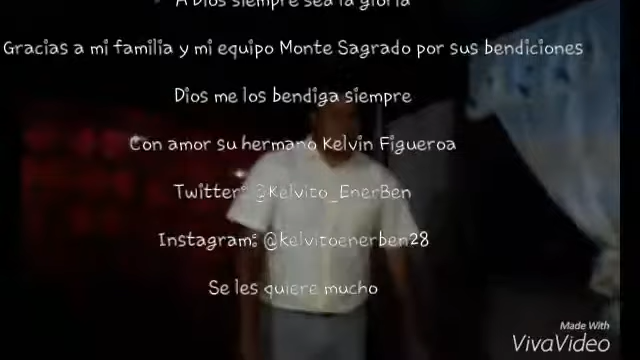 A Dios siempre sea la gloria
Gracias a mi familia y mi equipo Monte Sagrado por sus bendiciones
Dios me los bendiga siempre
Con amor su hermano Kelvin Figueroa
Twitter: @Kelvito_EnerBen
Instagram: @kelvitoenerben28
Se les quiere mucho
Made With
VivaVideo